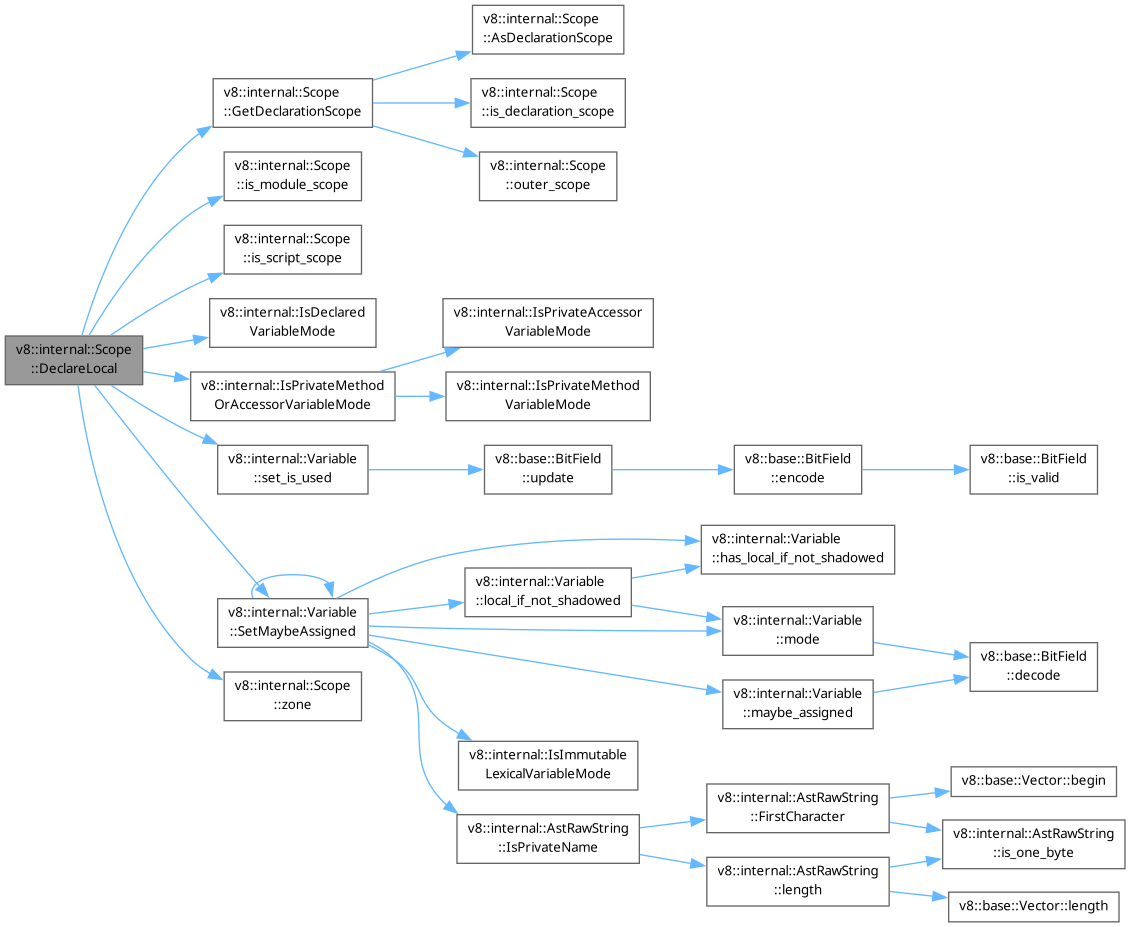 v8::internal::Scope
::AsDeclarationScope
v8::internal::Scope
::GetDeclarationScope
v8::internal::Scope
::is_declaration_scope
v8::internal::Scope
::is_module_scope
v8::internal::Scope
::outer_scope
v8::internal::Scope
::is_script_scope
v8::internal::IsDeclared
VariableMode
v8::internal::IsPrivateAccessor
VariableMode
v8::internal::Scope
::DeclareLocal
v8::internal::IsPrivateMethod
OrAccessorVariableMode
v8::internal::IsPrivateMethod
VariableMode
v8::internal::Variable
::set_is_used
v8::base::BitField
::update
v8::base::BitField
::encode
v8::base::BitField
::is_valid
v8::internal::Variable
::has_local_if_not_shadowed
v8::internal::Variable
::local_if_not_shadowed
v8::internal::Variable
::SetMaybeAssigned
v8::internal::Variable
::mode
v8::base::BitField
::decode
v8::internal::Scope
::zone
v8::internal::Variable
::maybe_assigned
v8::internal::IsImmutable
LexicalVariableMode
v8::base::Vector::begin
v8::internal::AstRawString
::FirstCharacter
v8::internal::AstRawString
::IsPrivateName
v8::internal::AstRawString
::is_one_byte
v8::internal::AstRawString
::length
v8::base::Vector::length